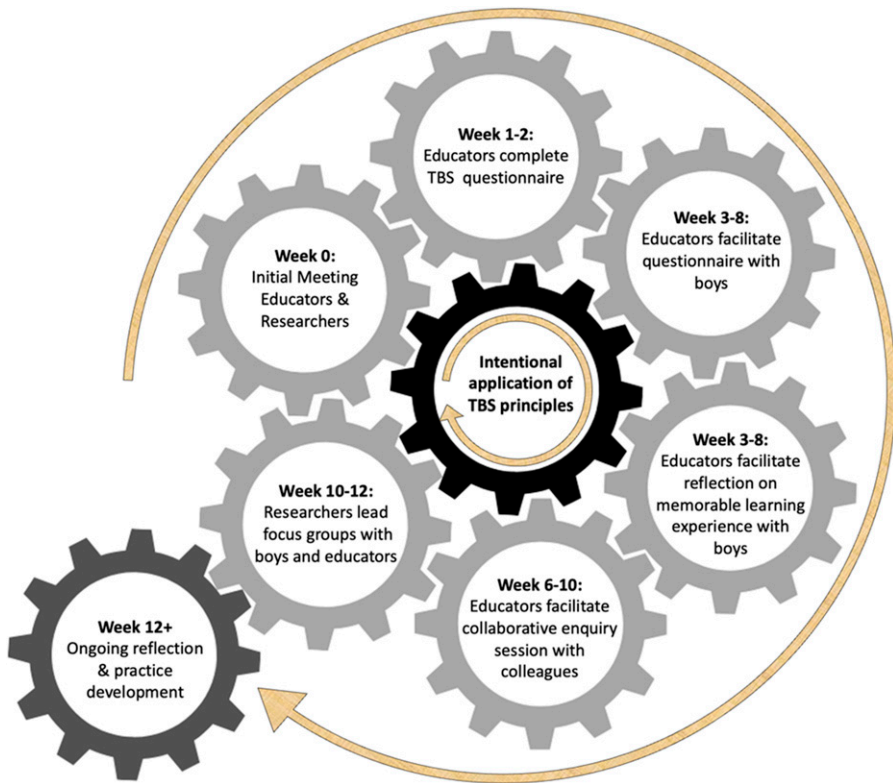 Week 0:
Initial Meeting
Educators &
Researchers
Week 1-2:
Educators complete
TBS questionnaire
Week 3-8:
Educators facilitate
questionnaire with
boys
Week 3-8:
Educators facilitate
reflection on
memorable learning
experience with
boys
Week 6-10:
Educators facilitate
collaborative enquiry
session with
colleagues
Week 10-12:
Researchers lead
focus groups with
boys and educators
Week 12+
Ongoing reflection
& practice
development
Intentional
application of
TBS principles